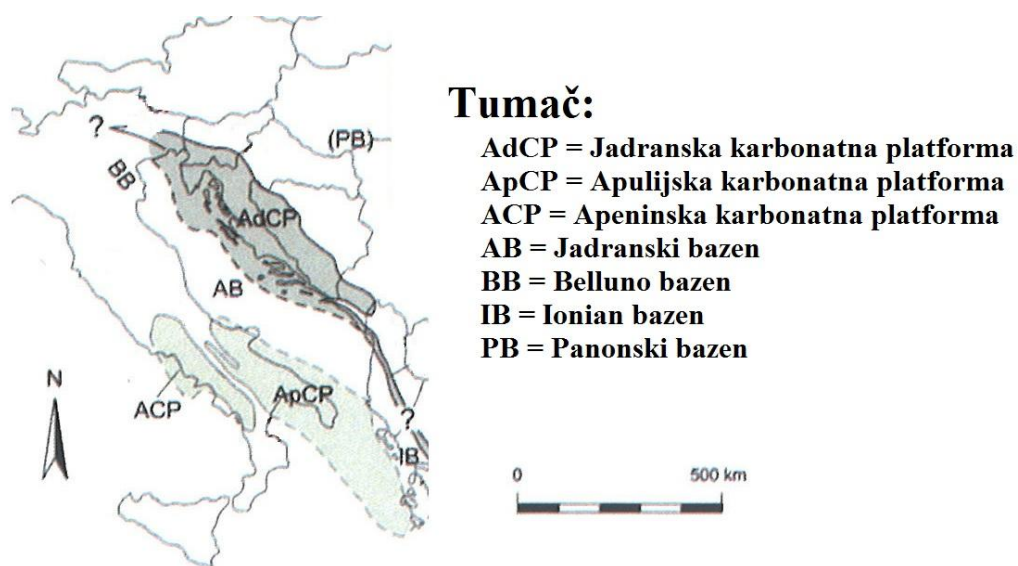 Tumač:
AdCP = Jadranska karbonatna platforma
ApCP = Apulijska karbonatna platforma
ACP = Apeninska karbonatna platforma
AB = Jadranski bazen
BB = Belluno bazen
IB = Ionian bazen
PB = Panonski bazen
?
(PB)
BB
AdCP
AB
N
ACP
ApCP
?
IB
0 500 km